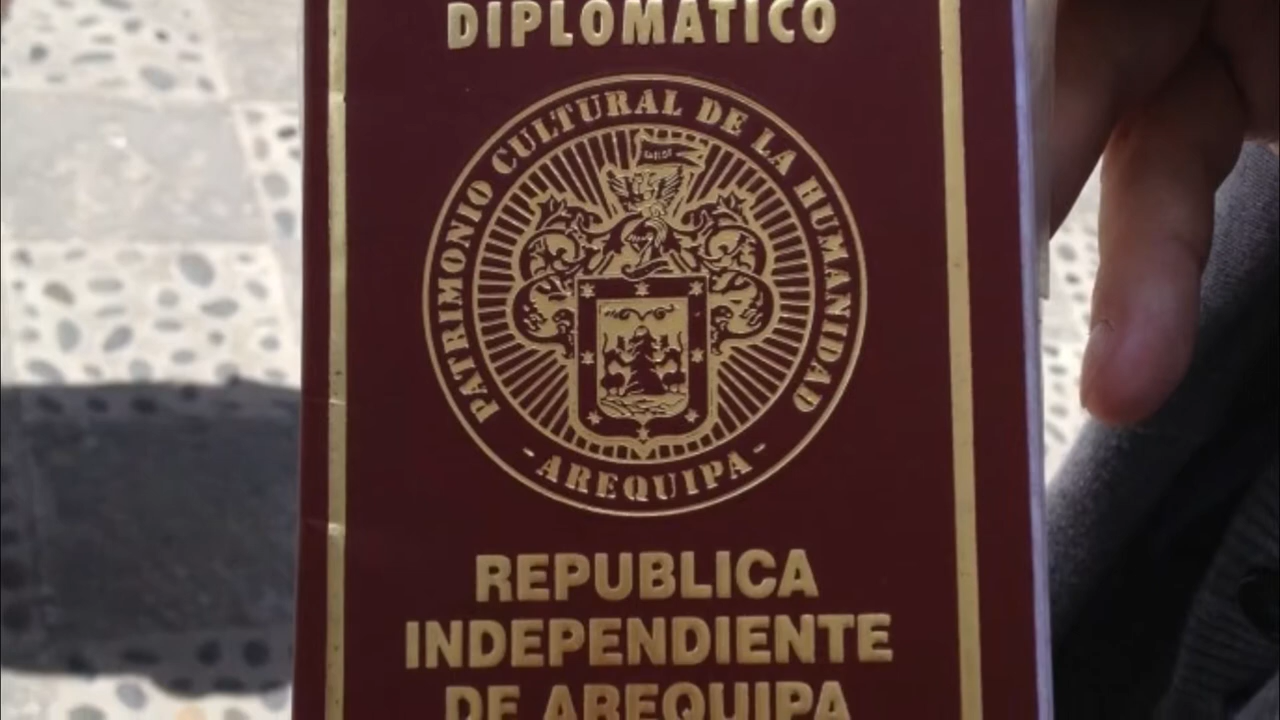 DIPLOMATICO
PATRIMONIO CULTURAL DE LA HUMANIDAD
- AREQUIPA -
REPUBLICA
INDEPENDIENTE
DE AREQUIPA